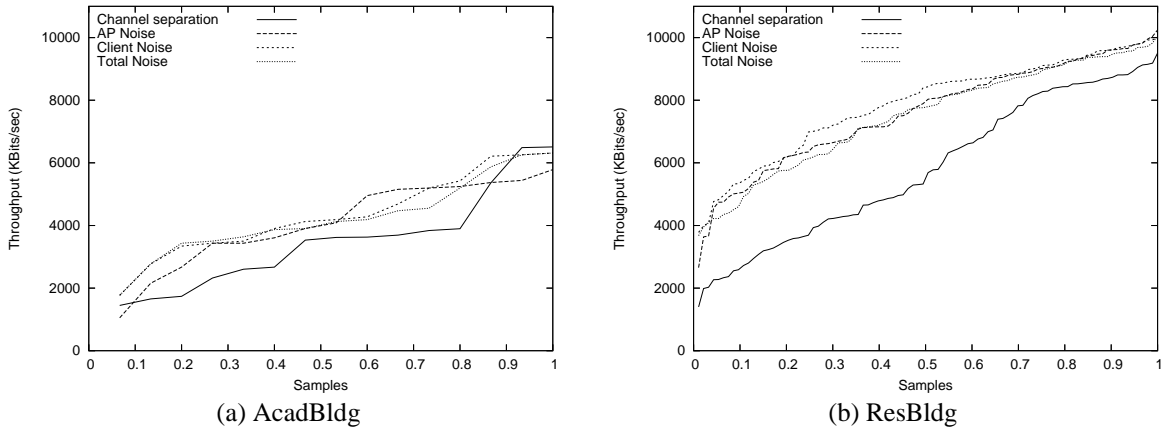 Channel separation
AP Noise
Client Noise
Total Noise
10000
8000
6000
4000
2000
0
Throughput (KBits/sec)
0 0.1 0.2 0.3 0.4 0.5 0.6 0.7 0.8 0.9 1
Samples
(a) AcadBldg
Channel separation
AP Noise
Client Noise
Total Noise
10000
8000
6000
4000
2000
0
Throughput (KBits/sec)
0 0.1 0.2 0.3 0.4 0.5 0.6 0.7 0.8 0.9 1
Samples
(b) ResBldg